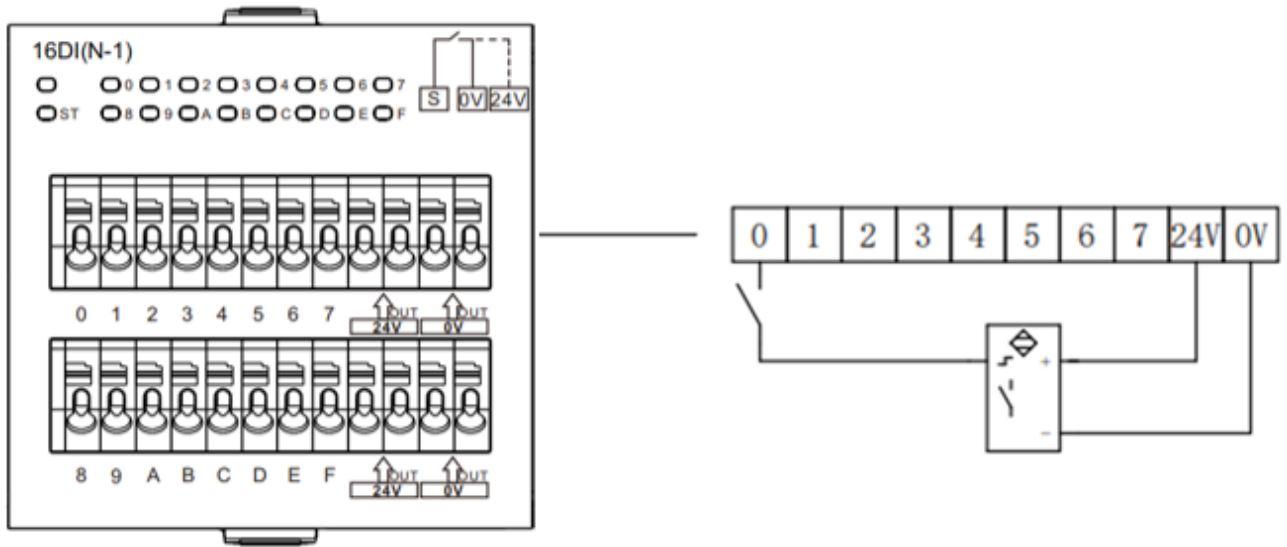 16DI(N-1)
0 1 2 3 4 5 6 7
ST 8 9 A B C D E F
S 0V 24V
0 1 2 3 4 5 6 7 OUT OUT
24V 0V
8 9 A B C D E F OUT OUT
24V 0V
0 1 2 3 4 5 6 7 24V 0V
+
−